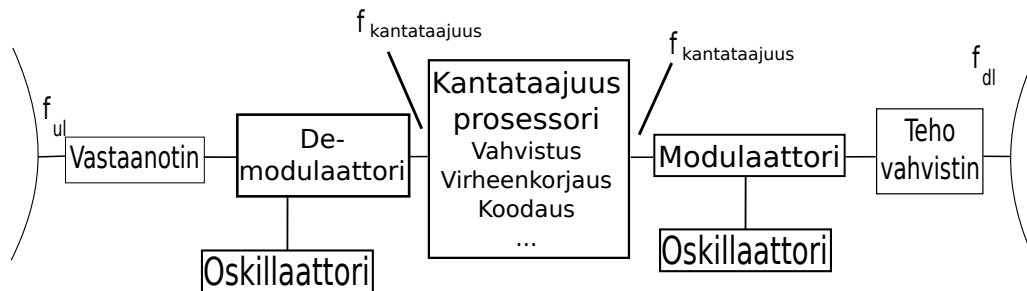 f ul
Vastaanotin
De-
modulaattori
Oskillaattori
f kantataajuus
Kantataajuus
prosessori
Vahvistus
Virheenkorjaus
Koodaus
...
f kantataajuus
Modulaattori
Oskillaattori
Teho
vahvistin
f dl